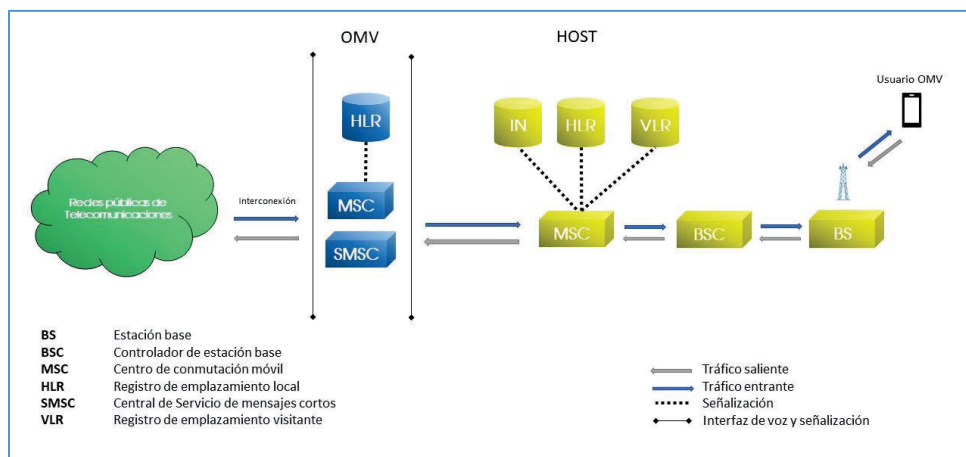 OMV
HOST
Usuario OMV
HLR
IN
HLR
VLR
Redes públicas de
Telecomunicaciones
Interconexión
MSC
SMSC
MSC
BSC
BS
BS Estación base
BSC Controlador de estación base
MSC Centro de conmutación móvil
HLR Registro de emplazamiento local
SMSC Central de Servicio de mensajes cortos
VLR Registro de emplazamiento visitante
Tráfico saliente
Tráfico entrante
Señalización
Interfaz de voz y señalización